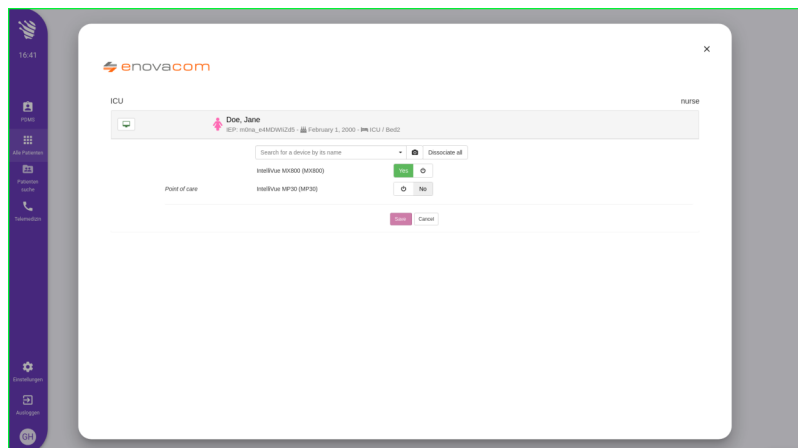 16:41
PDMS
Alle Patienten
Patienten
suche
Telemedizin
Einstellungen
Ausloggen
GH
enovacom
ICU
nurse
Doe, Jane
IEP: m0na_e4MDWliZd5 - February 1, 2000 - ICU / Bed2
Search for a device by its name
Dissociate all
IntelliVue MX800 (MX800)
Yes
Point of care
IntelliVue MP30 (MP30)
No
Save
Cancel